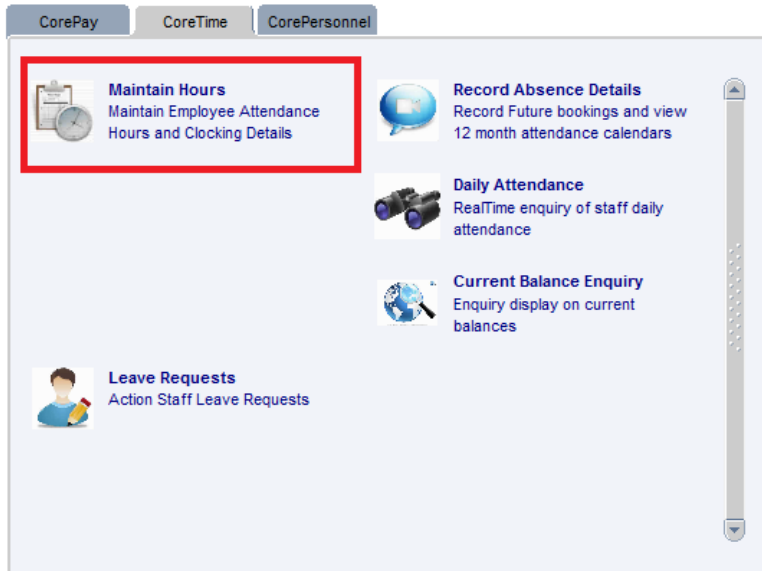 CorePay
CoreTime
CorePersonnel
Maintain Hours
Maintain Employee Attendance
Hours and Clocking Details
Record Absence Details
Record Future bookings and view
12 month attendance calendars
Daily Attendance
RealTime enquiry of staff daily
attendance
Current Balance Enquiry
Enquiry display on current
balances
Leave Requests
Action Staff Leave Requests